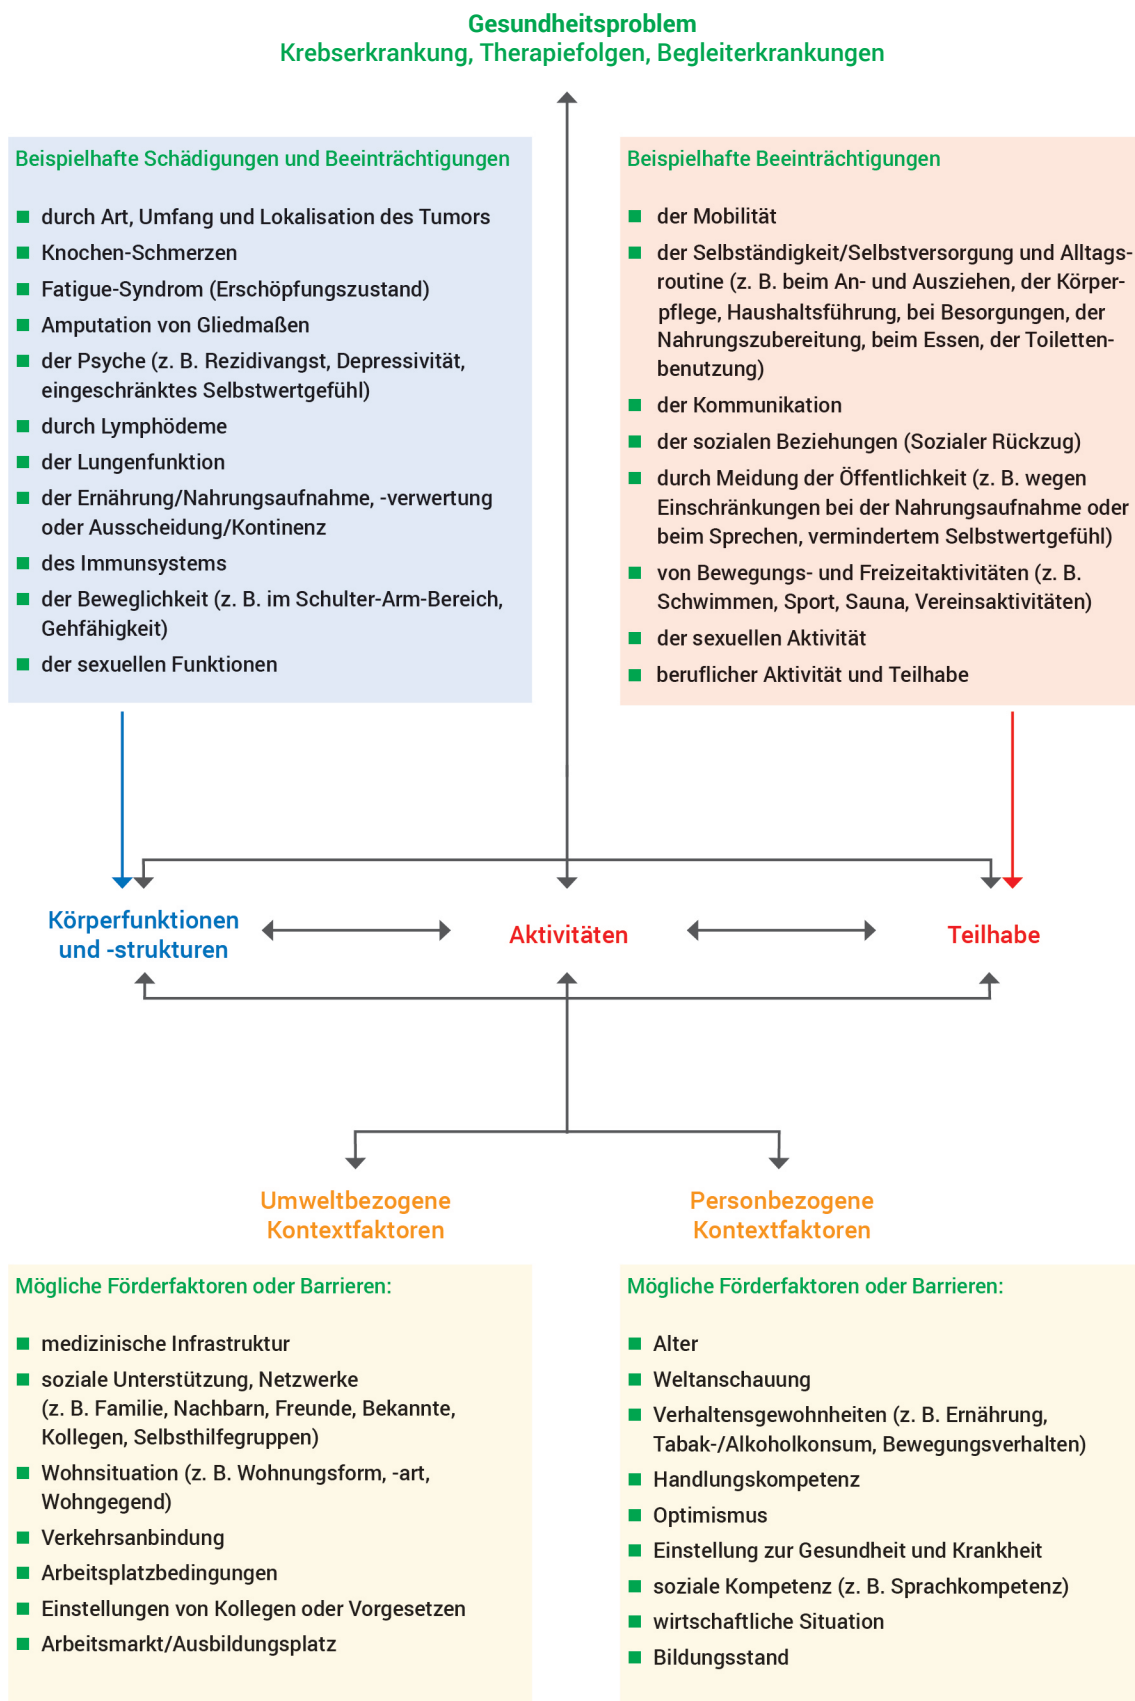 Gesundheitsproblem
Krebserkrankung, Therapiefolgen, Begleiterkrankungen
Beispielhafte Schädigungen und Beeinträchtigungen
durch Art, Umfang und Lokalisation des Tumors
Knochen-Schmerzen
Fatigue-Syndrom (Erschöpfungszustand)
Amputation von Gliedmaßen
der Psyche (z. B. Rezidivangst, Depressivität,
eingeschränktes Selbstwertgefühl)
durch Lymphödeme
der Lungenfunktion
der Ernährung/Nahrungsaufnahme, -verwertung
oder Ausscheidung/Kontinenz
des Immunsystems
der Beweglichkeit (z. B. im Schulter-Arm-Bereich,
Gehfähigkeit)
der sexuellen Funktionen
Beispielhafte Beeinträchtigungen
der Mobilität
der Selbständigkeit/Selbstversorgung und Alltags-
routine (z. B. beim An- und Ausziehen, der Körper-
pflege, Haushaltsführung, bei Besorgungen, der
Nahrungszubereitung, beim Essen, der Toiletten-
benutzung)
der Kommunikation
der sozialen Beziehungen (Sozialer Rückzug)
durch Meidung der Öffentlichkeit (z. B. wegen
Einschränkungen bei der Nahrungsaufnahme oder
beim Sprechen, vermindertem Selbstwertgefühl)
von Bewegungs- und Freizeitaktivitäten (z. B.
Schwimmen, Sport, Sauna, Vereinsaktivitäten)
der sexuellen Aktivität
beruflicher Aktivität und Teilhabe
Körperfunktionen
und -strukturen
Aktivitäten
Teilhabe
Umweltbezogene
Kontextfaktoren
Personbezogene
Kontextfaktoren
Mögliche Förderfaktoren oder Barrieren:
medizinische Infrastruktur
soziale Unterstützung, Netzwerke
(z. B. Familie, Nachbarn, Freunde, Bekannte,
Kollegen, Selbsthilfegruppen)
Wohnsituation (z. B. Wohnungsform, -art,
Wohngegend)
Verkehrsanbindung
Arbeitsplatzbedingungen
Einstellungen von Kollegen oder Vorgesetzen
Arbeitsmarkt/Ausbildungsplatz
Mögliche Förderfaktoren oder Barrieren:
Alter
Weltanschauung
Verhaltensgewohnheiten (z. B. Ernährung,
Tabak-/Alkoholkonsum, Bewegungsverhalten)
Handlungskompetenz
Optimismus
Einstellung zur Gesundheit und Krankheit
soziale Kompetenz (z. B. Sprachkompetenz)
wirtschaftliche Situation
Bildungsstand